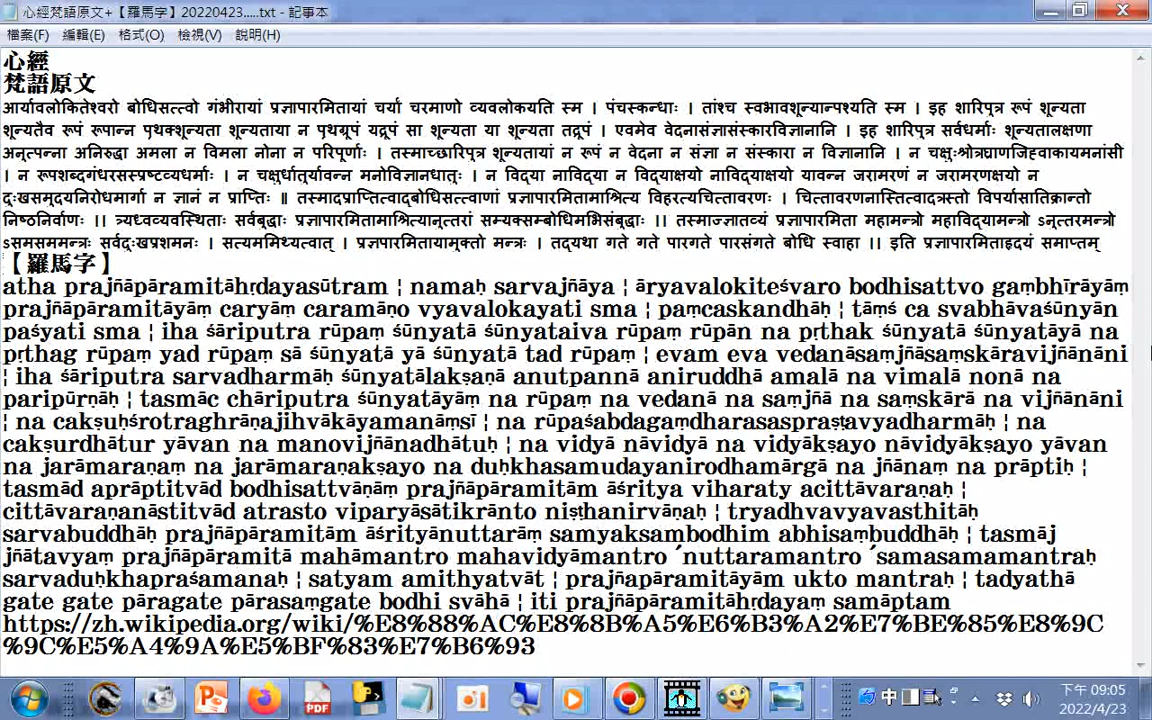 心經梵語原文+【羅馬字】20220423.....txt - 記事本
檔案(F) 編輯(E) 格式(O) 檢視(V) 說明(H)
心經
梵語原文
आर्यावलोकितेश्वरो बोधिसत्त्वो गंभीरायां प्रज्ञापारमितायां चर्यां चरमाणो व्यवलोकयति स्म । पंचस्कन्धाः । तांश्च स्वभावशून्यान्पश्यति स्म । इह शारिपुत्र रूपं शून्यता
शून्यतैव रूपं रूपान्न पृथक्शून्यता शून्यताया न पृथग्रूपं यद्रूपं सा शून्यता या शून्यता तद्रूपं । एवमेव वेदनासंज्ञासंस्कारविज्ञानानि । इह शारिपुत्र सर्वधर्माः शून्यतालक्षणा
अनुत्पन्ना अनिरुद्धा अमला न विमला नोना न परिपूर्णाः । तस्माच्छारिपुत्र शून्यतायां न रूपं न वेदना न संज्ञा न संस्कारा न विज्ञानानि । न चक्षुःश्रोत्रघ्राणजिह्वाकायमनांसी
। न रूपशब्दगंधरसस्प्रष्टव्यधर्माः । न चक्षुर्धातुर्यावन्न मनोविज्ञानधातुः । न विद्या नाविद्या न विद्याक्षयो नाविद्याक्षयो यावन्न जरामरणं न जरामरणक्षयो न
दुःखसमुदयनिरोधमार्गा न ज्ञानं न प्राप्तिः ॥ तस्मादप्राप्तित्वाद्बोधिसत्त्वाणां प्रज्ञापारमितामाश्रित्य विहरत्यचित्तावरणः । चित्तावरणनास्तित्वादत्रस्तो विपर्यासातिक्रान्तो
निष्ठनिर्वाणः ।। त्र्यध्वव्यवस्थिताः सर्वबुद्धाः प्रज्ञापारमितामाश्रित्यानुत्तरां सम्यक्सम्बोधिमभिसंबुद्धाः ।। तस्माज्ज्ञातव्यं प्रज्ञापारमिता महामन्त्रो महाविद्यामन्त्रो ऽनुत्तरमन्त्रो
ऽसमसममन्त्रः सर्वदुःखप्रशमनः । सत्यममिथ्यत्वात् । प्रज्ञपारमितायामुक्तो मन्त्रः । तद्यथा गते गते पारगते पारसंगते बोधि स्वाहा ।। इति प्रज्ञापारमिताहृदयं समाप्तम्
【羅馬字】
atha prajñāpāramitāhṛdayasūtram ¦ namaḥ sarvajñāya ¦ āryavalokiteśvaro bodhisattvo gaṃbhīrāyāṃ
prajñāpāramitāyāṃ caryāṃ caramāṇo vyavalokayati sma ¦ paṃcaskandhāḥ ¦ tāṃś ca svabhāvaśūnyān
paśyati sma ¦ iha śāriputra rūpaṃ śūnyatā śūnyataiva rūpaṃ rūpān na pṛthak śūnyatā śūnyatāyā na
pṛthag rūpaṃ yad rūpaṃ sā śūnyatā yā śūnyatā tad rūpaṃ ¦ evam eva vedanāsaṃjñāsaṃskāravijñānāni
¦ iha śāriputra sarvadharmāḥ śūnyatālakṣaṇā anutpannā aniruddhā amalā na vimalā nonā na
paripūrṇāḥ ¦ tasmāc chāriputra śūnyatāyāṃ na rūpaṃ na vedanā na saṃjñā na saṃskārā na vijñānāni
¦ na cakṣuḥśrotraghrāṇajihvākāyamanāṃsī ¦ na rūpaśabdagaṃdharasaspraṣṭavyadharmāḥ ¦ na
cakṣurdhātur yāvan na manovijñānadhātuḥ ¦ na vidyā nāvidyā na vidyākṣayo nāvidyākṣayo yāvan
na jarāmaraṇaṃ na jarāmaraṇakṣayo na duḥkhasamudayanirodhamārgā na jñānaṃ na prāptiḥ ¦
tasmād aprāptitvād bodhisattvāṇāṃ prajñāpāramitām āśritya viharaty acittāvaraṇaḥ ¦
cittāvaraṇanāstitvād atrasto viparyāsātikrānto niṣṭhanirvāṇaḥ ¦ tryadhvavyavasthitāḥ
sarvabuddhāḥ prajñāpāramitām āśrityānuttarāṃ samyaksambodhim abhisaṃbuddhāḥ ¦ tasmāj
jñātavyaṃ prajñāpāramitā mahāmantro mahavidyāmantro ´nuttaramantro ´samasamamantraḥ
sarvaduḥkhapraśamanaḥ ¦ satyam amithyatvāt ¦ prajñapāramitāyām ukto mantraḥ ¦ tadyathā
gate gate pāragate pārasaṃgate bodhi svāhā ¦ iti prajñāpāramitāhṛdayaṃ samāptam
https://zh.wikipedia.org/wiki/%E8%88%AC%E8%8B%A5%E6%B3%A2%E7%BE%85%E8%9C
%9C%E5%A4%9A%E5%BF%83%E7%B6%93
中
下午 09:05
2022/4/23